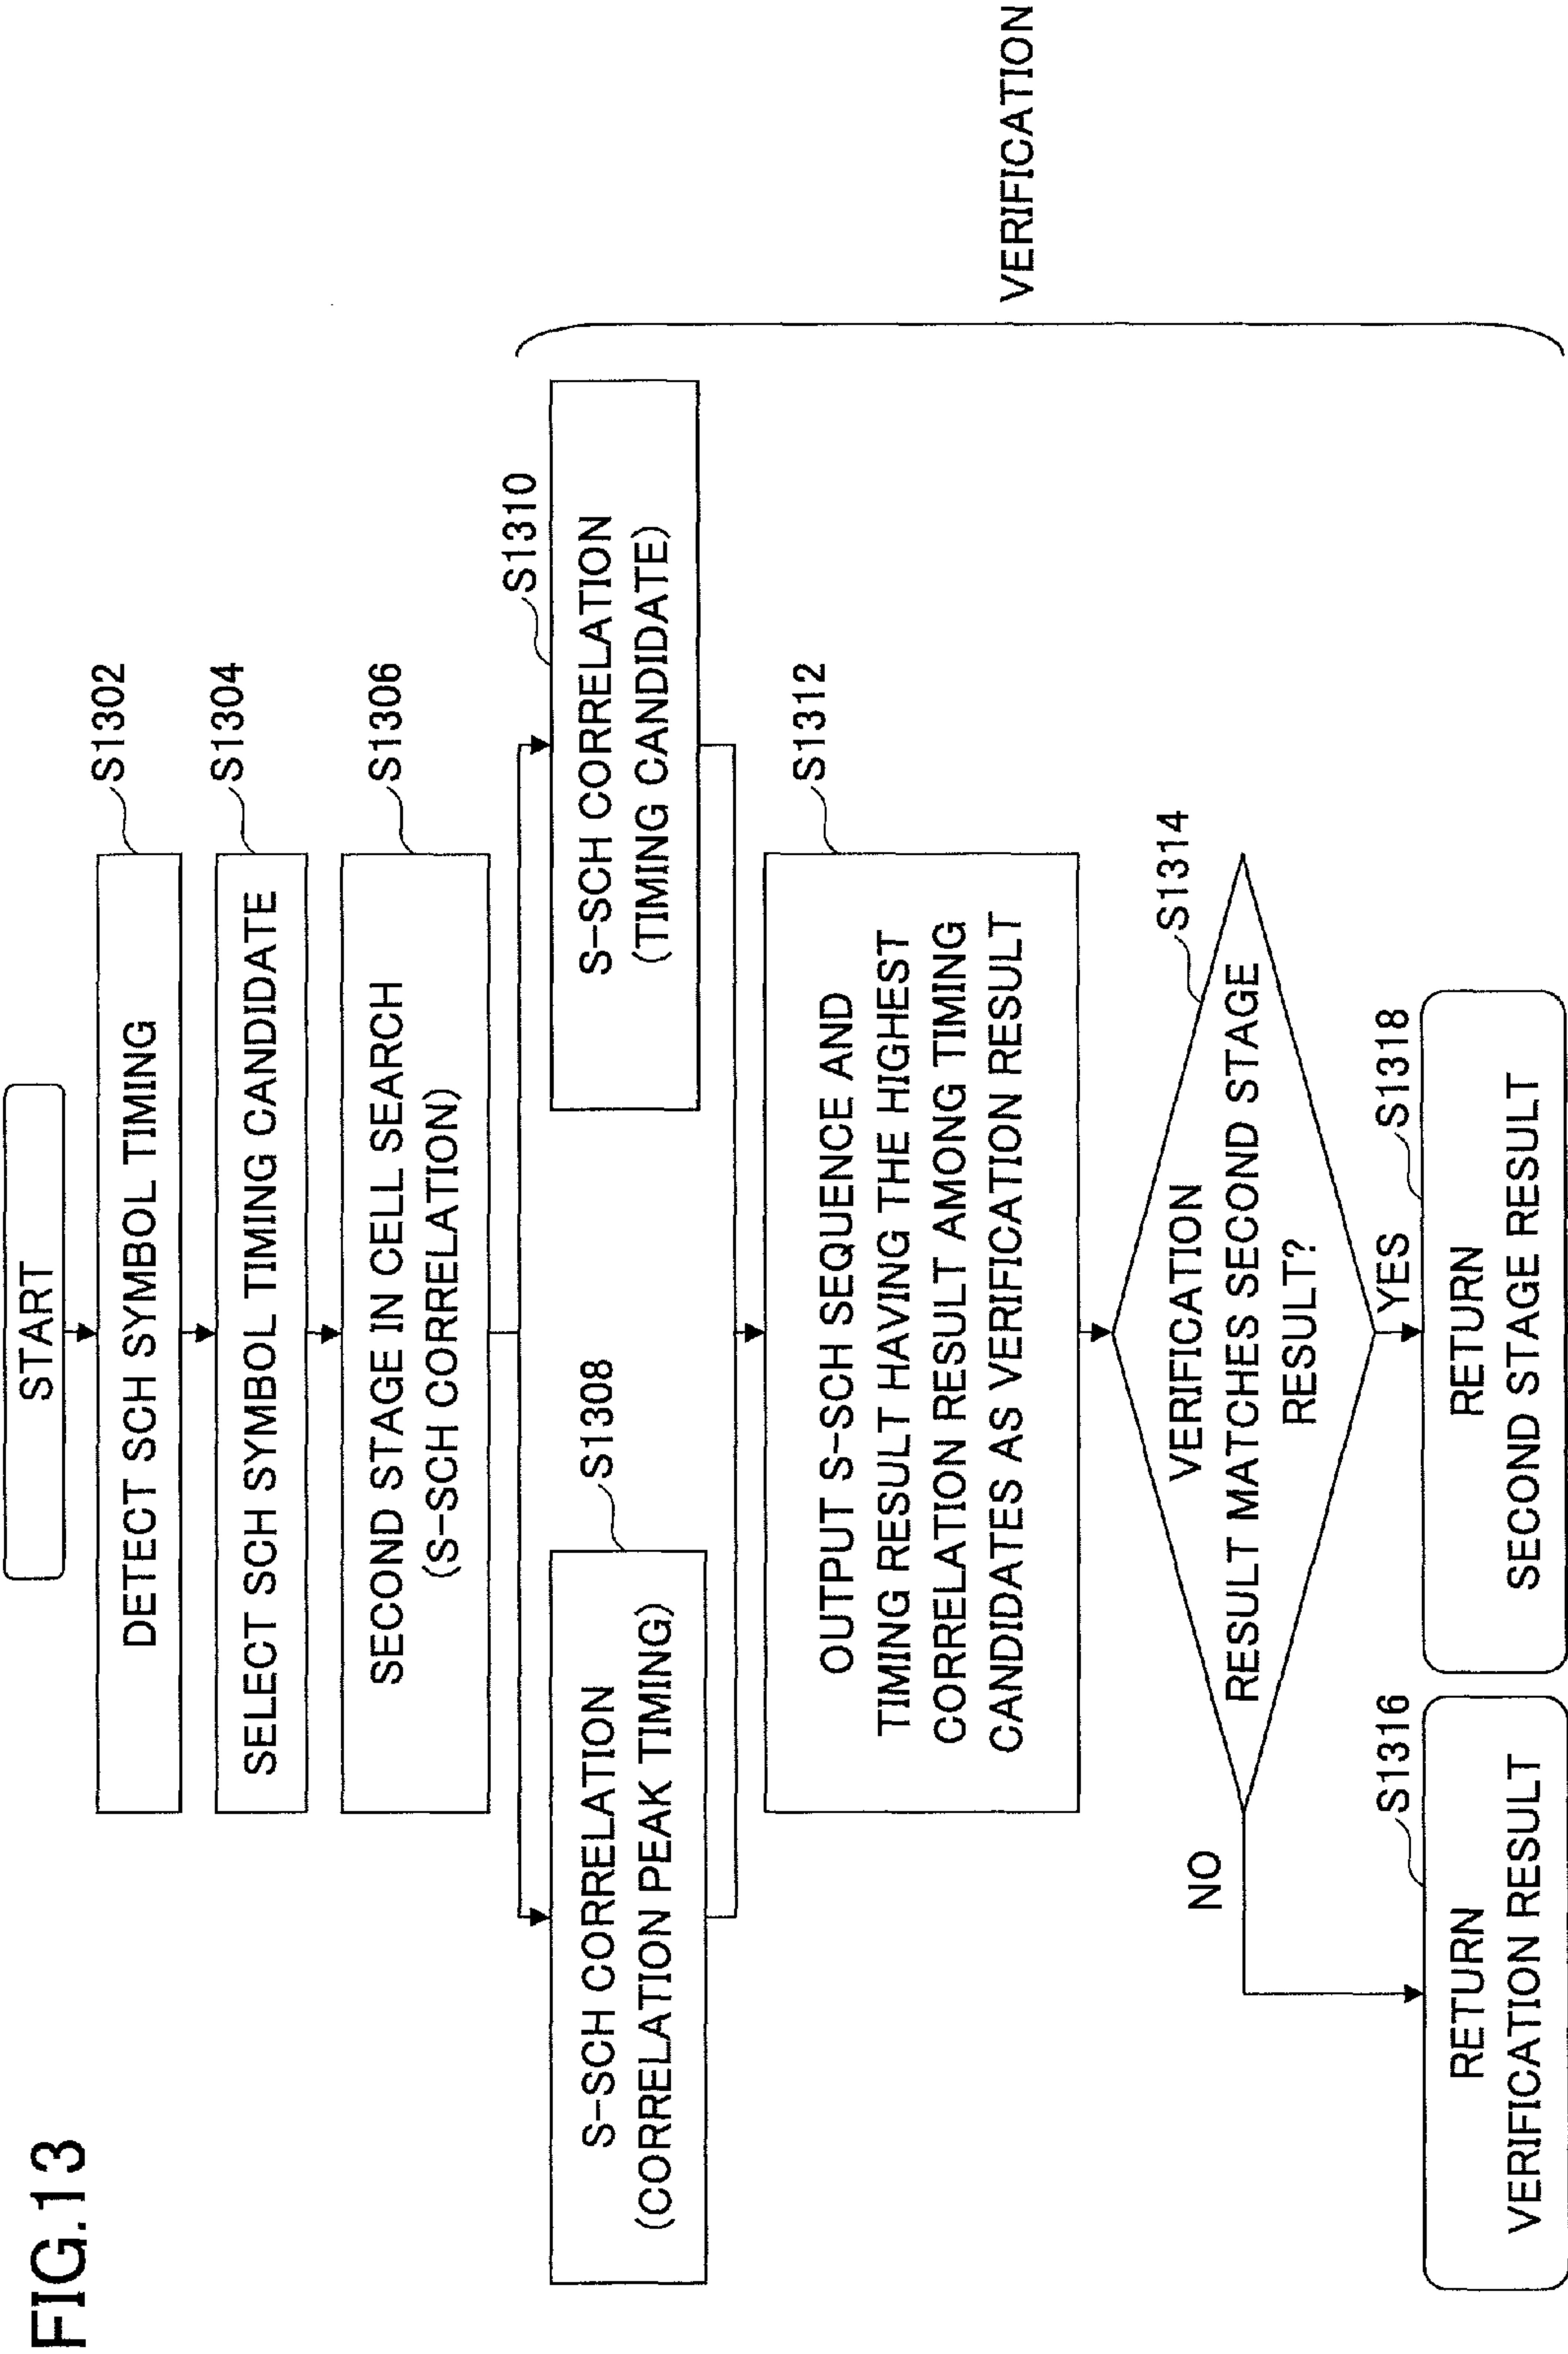 FIG.13
START
DETECT SCH SYMBOL TIMING
S1302
SELECT SCH SYMBOL TIMING CANDIDATE
S1304
SECOND STAGE IN CELL SEARCH
(S-SCH CORRELATION)
S1306
S-SCH CORRELATION
(CORRELATION PEAK TIMING)
S1308
S-SCH CORRELATION
(TIMING CANDIDATE)
S1310
OUTPUT S-SCH SEQUENCE AND
TIMING RESULT HAVING THE HIGHEST
CORRELATION RESULT AMONG TIMING
CANDIDATES AS VERIFICATION RESULT
S1312
VERIFICATION
RESULT MATCHES SECOND STAGE
RESULT?
S1314
NO
YES
RETURN
VERIFICATION RESULT
S1316
RETURN
SECOND STAGE RESULT
S1318
VERIFICATION